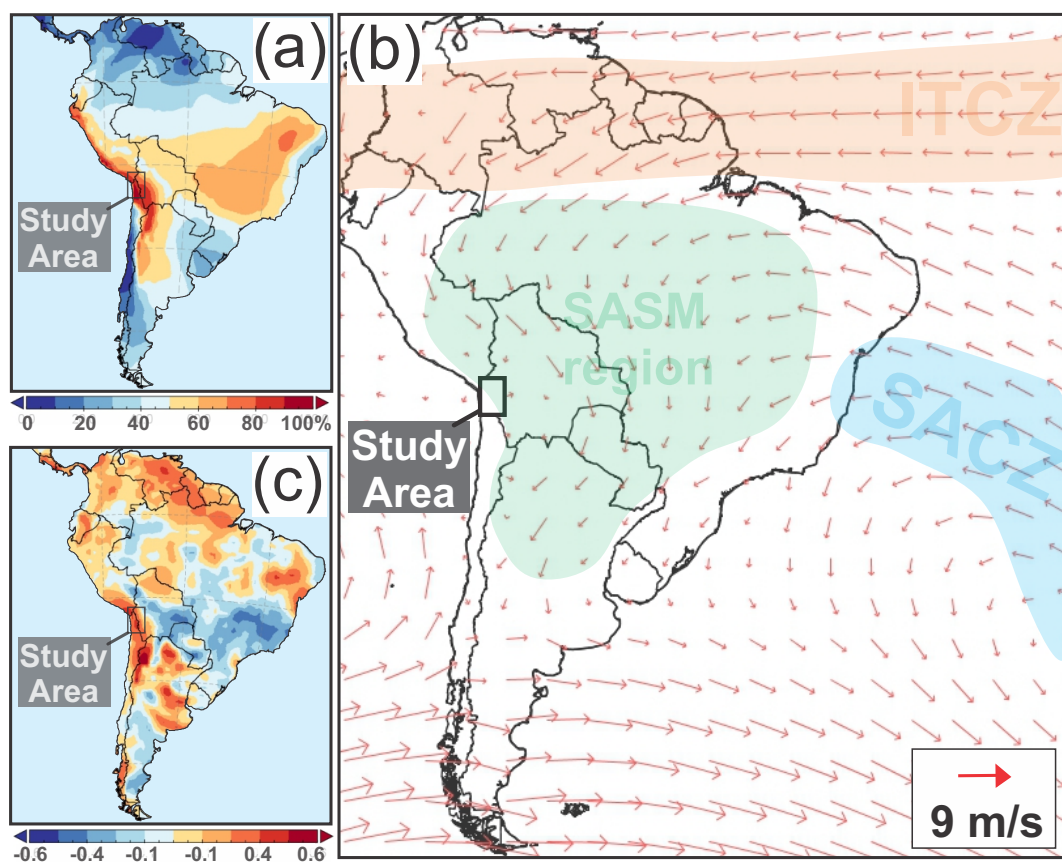 (a)
Study
Area
0 20 40 60 80 100%
(b)
ITCZ
SASM
region
SACZ
Study
Area
9 m/s
(c)
Study
Area
-0.6 -0.4 -0.1 -0.1 0.4 0.6